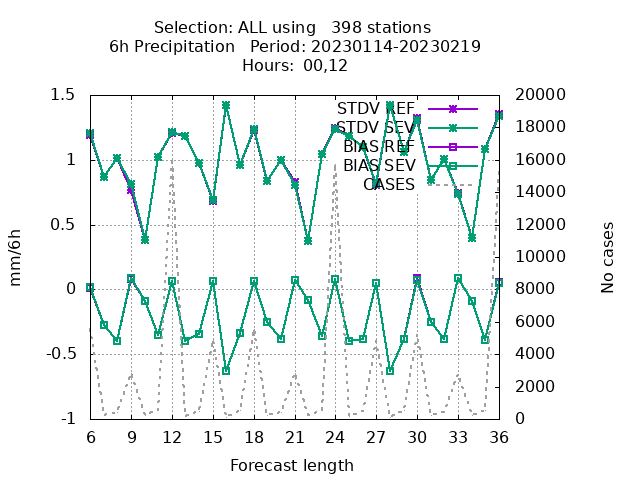 Selection: ALL using   398 stations
6h Precipitation   Period: 20230114-20230219
Hours:  00,12
1.5
1
0.5
0
-0.5
-1
mm/6h
20000
18000
16000
14000
12000
10000
8000
6000
4000
2000
0
No cases
STDV REF
STDV SEV
BIAS REF
BIAS SEV
CASES
6 9 12 15 18 21 24 27 30 33 36
Forecast length